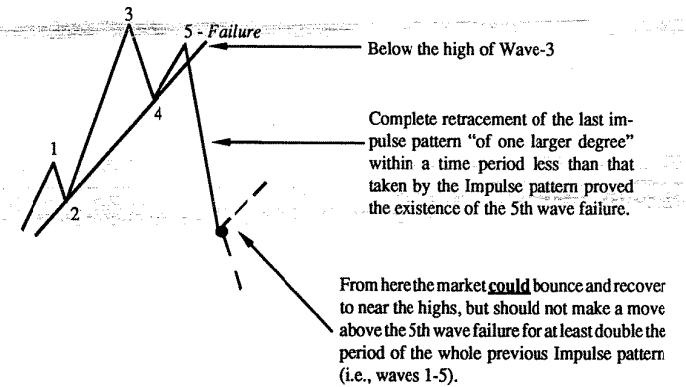 3
5 - Failure
Below the high of Wave-3
4
Complete retracement of the last im-
pulse pattern “of one larger degree”
1
within a time period less than that
taken by the Impulse pattern proved
2
the existence of the 5th wave failure.
From here the market could bounce and recover
to near the highs, but should not make a move
above the 5th wave failure for at least double the
period of the whole previous Impulse pattern
(i.e., waves 1-5).